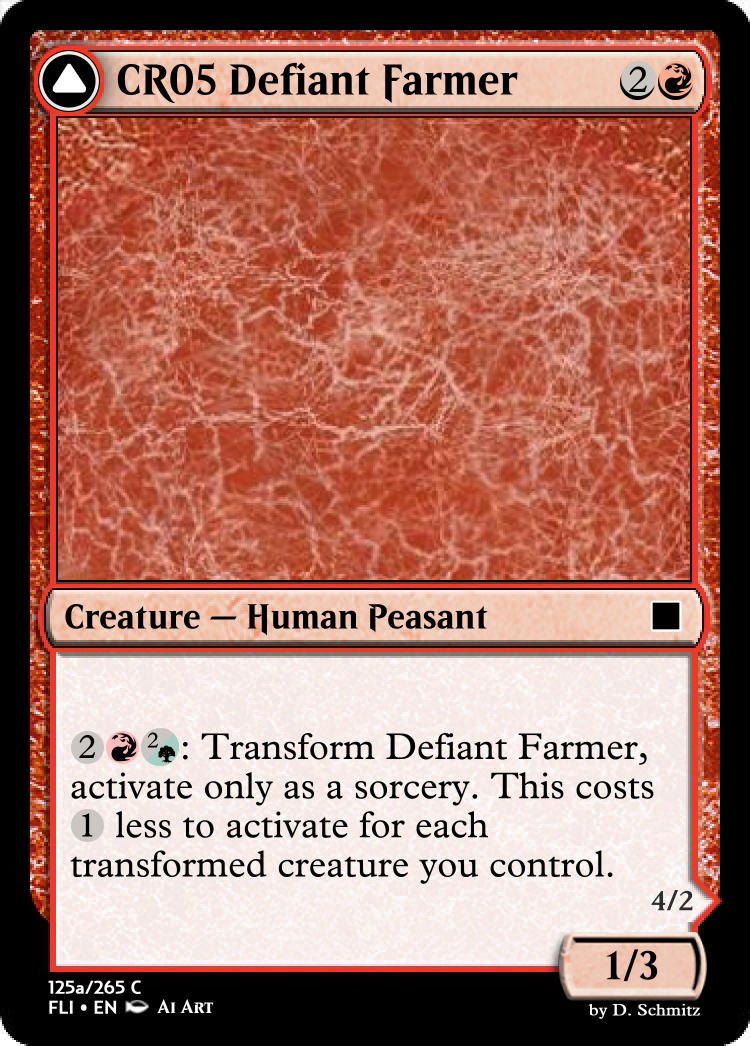 CR05 Defiant Farmer 2
Creature — Human Peasant
2 2 : Transform Defiant Farmer,
activate only as a sorcery. This costs
1 less to activate for each
transformed creature you control.
4/2
1/3
125a/265 C
FLI • EN AI ART
by D. Schmitz